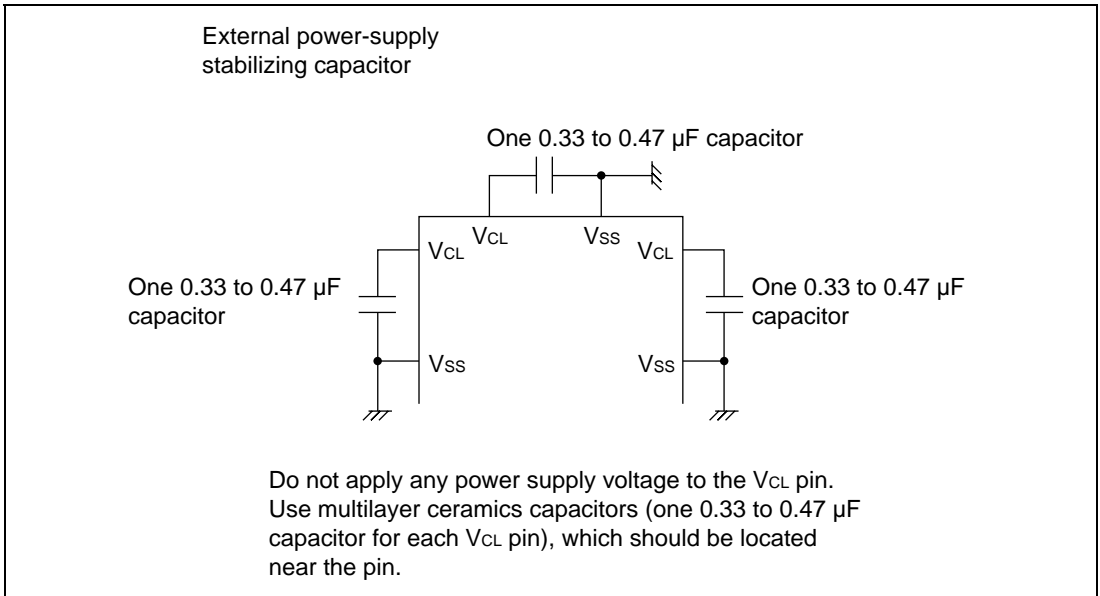 External power-supply
stabilizing capacitor
One 0.33 to 0.47 µF capacitor
VCL
VCL
VSS
VCL
One 0.33 to 0.47 µF
capacitor
One 0.33 to 0.47 µF
capacitor
VSS
VSS
Do not apply any power supply voltage to the VCL pin.
Use multilayer ceramics capacitors (one 0.33 to 0.47 µF
capacitor for each VCL pin), which should be located
near the pin.